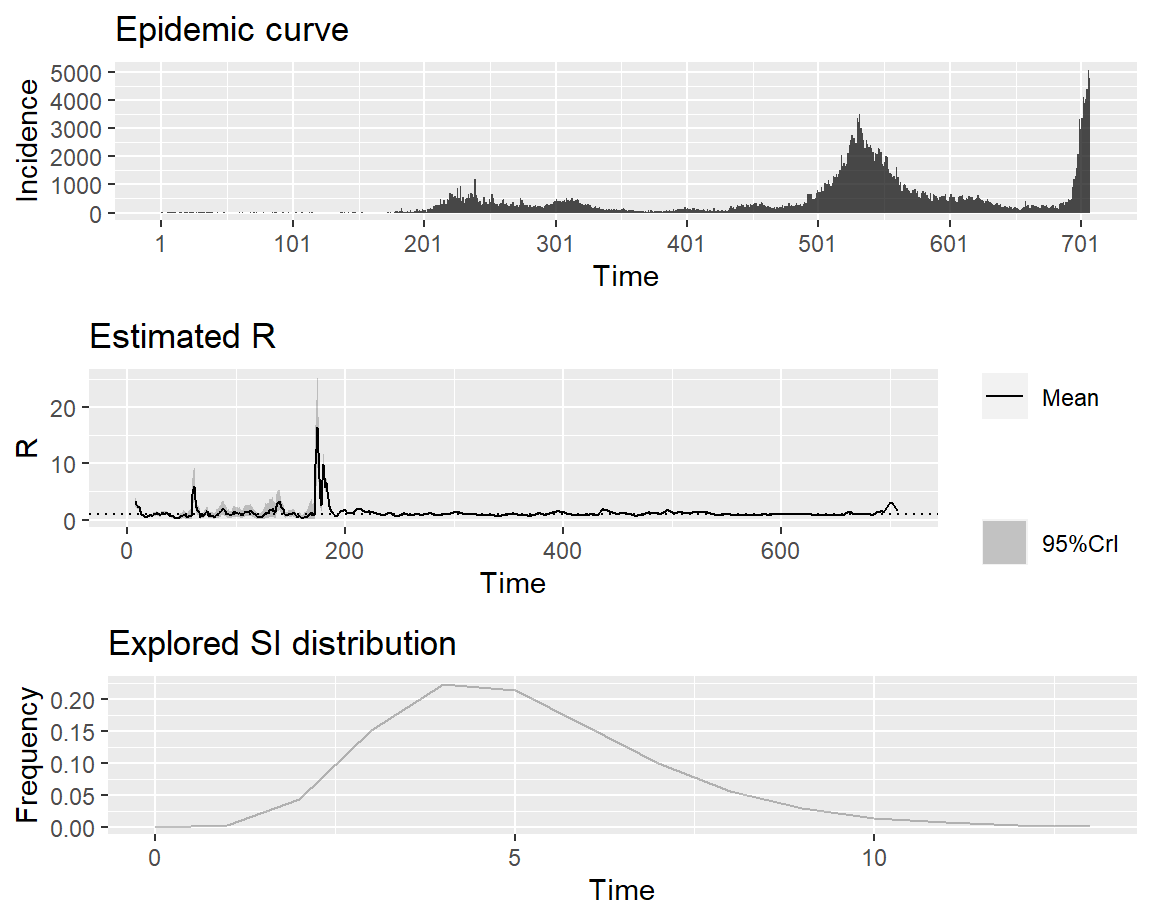 Epidemic curve
Incidence
5000
4000
3000
2000
1000
0
1 101 201 301 401 501 601 701
Time
Estimated R
R
20
10
0
0 200 400 600
Time
Mean
95%CrI
Explored SI distribution
Frequency
0.20
0.15
0.10
0.05
0.00
0 5 10
Time